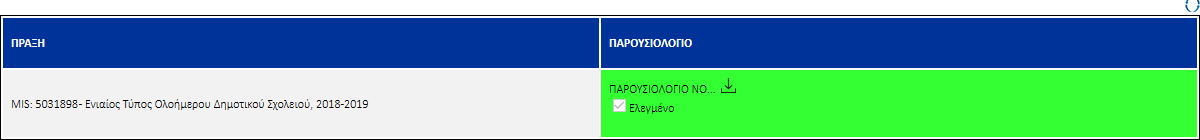 ΠΡΑΞΗ
ΠΑΡΟΥΣΙΟΛΟΓΙΟ
MIS: 5031898- Ενιαίος Τύπος Ολοήμερου Δημοτικού Σχολειού, 2018-2019
ΠΑΡΟΥΣΙΟΛΟΓΙΟ ΝΟ...
Ελεγμένο